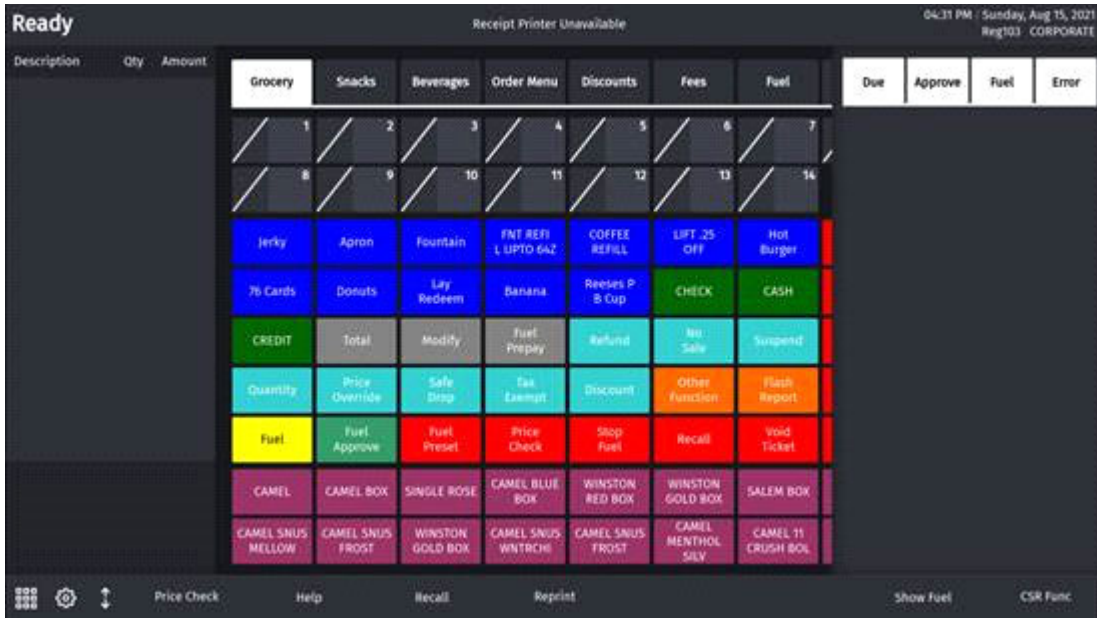 Ready
Receipt Printer Unavailable
04:31 PM Sunday, Aug 15, 2021
Reg103 CORPORATE
Description Qty Amount
Grocery Snacks Beverages Order Menu Discounts Fees Fuel
Due Approve Fuel Error
1 2 3 4 5 6 7
8 9 10 11 12 13 14
Jerky
Apron
Fountain
FNT REFI
L UPTO 64Z
COFFEE
REFILL
LIFT .25
OFF
Hot
Burger
76 Cards
Donuts
Lay
Redeem
Banana
Reeses P
B Cup
CHECK
CASH
CREDIT
Total
Modify
Fuel
Prepay
Refund
No
Sale
Suspend
Quantity
Price
Override
Safe
Drop
Tax
Exempt
Discount
Other
Function
Flash
Report
Fuel
Fuel
Approve
Fuel
Preset
Price
Check
Stop
Fuel
Recall
Void
Ticket
CAMEL
CAMEL BOX
SINGLE ROSE
CAMEL BLUE
BOX
WINSTON
RED BOX
WINSTON
GOLD BOX
SALEM BOX
CAMEL SNUS
MELLOW
CAMEL SNUS
FROST
WINSTON
GOLD BOX
CAMEL SNUS
WNTRCHI
CAMEL SNUS
FROST
CAMEL
MENTHOL
SILV
CAMEL 11
CRUSH BOL
Price Check Help Recall Reprint Show Fuel CSR Func